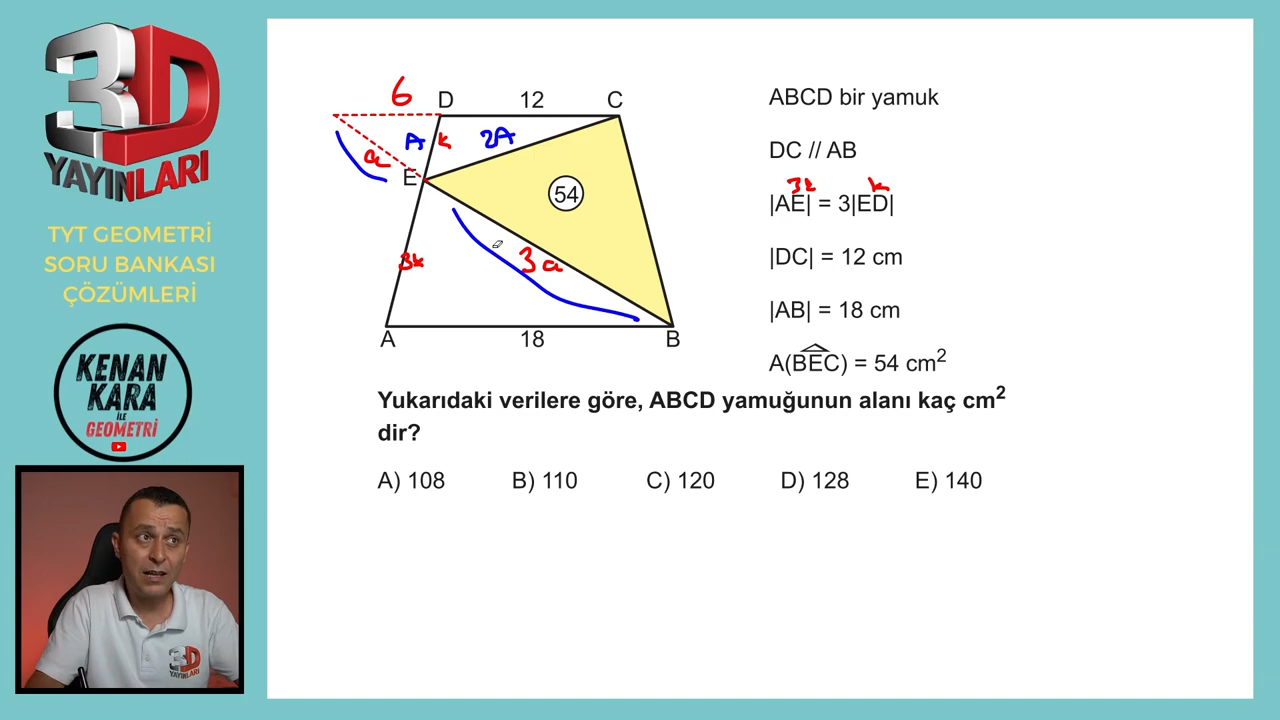 3D
YAYINLARI
TYT GEOMETRİ
SORU BANKASI
ÇÖZÜMLERİ
KENAN
KARA
İLE
GEOMETRİ
3D
YAYINLARI
6
D
12
C
A
k
2A
a
E
54
3k
3a
A
18
B
ABCD bir yamuk
DC // AB
3k
k
|AE| = 3|ED|
|DC| = 12 cm
|AB| = 18 cm
A(BEC) = 54 cm²
Yukarıdaki verilere göre, ABCD yamuğunun alanı kaç cm²
dir?
A) 108 B) 110 C) 120 D) 128 E) 140